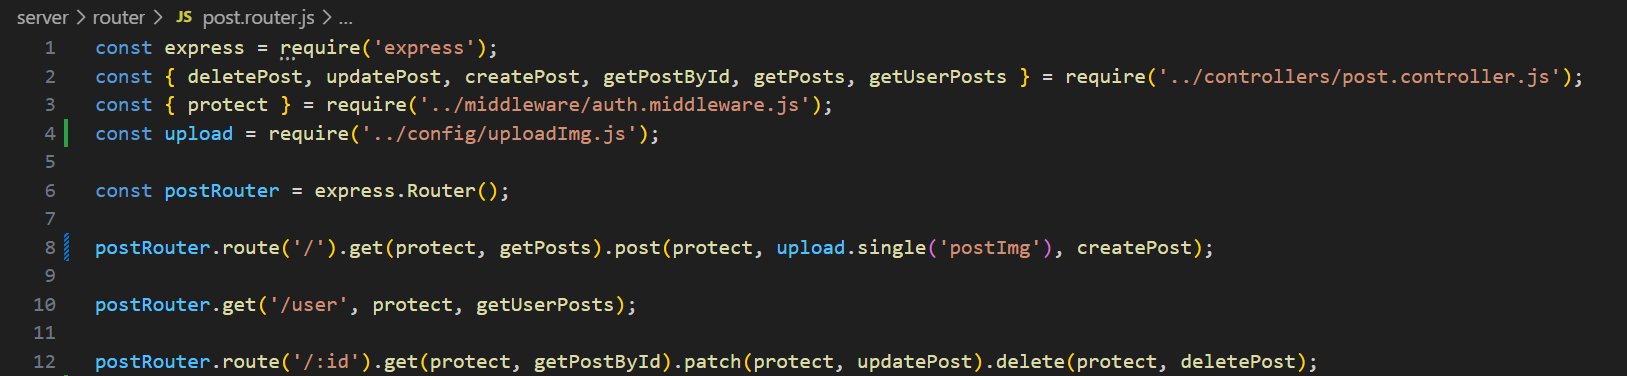 server > router > JS post.router.js > ...
1 const express = require('express');
2 const { deletePost, updatePost, createPost, getPostById, getPosts, getUserPosts } = require('../controllers/post.controller.js');
3 const { protect } = require('../middleware/auth.middleware.js');
4 const upload = require('../config/uploadImg.js');
5
6 const postRouter = express.Router();
7
8 postRouter.route('/').get(protect, getPosts).post(protect, upload.single('postImg'), createPost);
9
10 postRouter.get('/user', protect, getUserPosts);
11
12 postRouter.route('/:id').get(protect, getPostById).patch(protect, updatePost).delete(protect, deletePost);